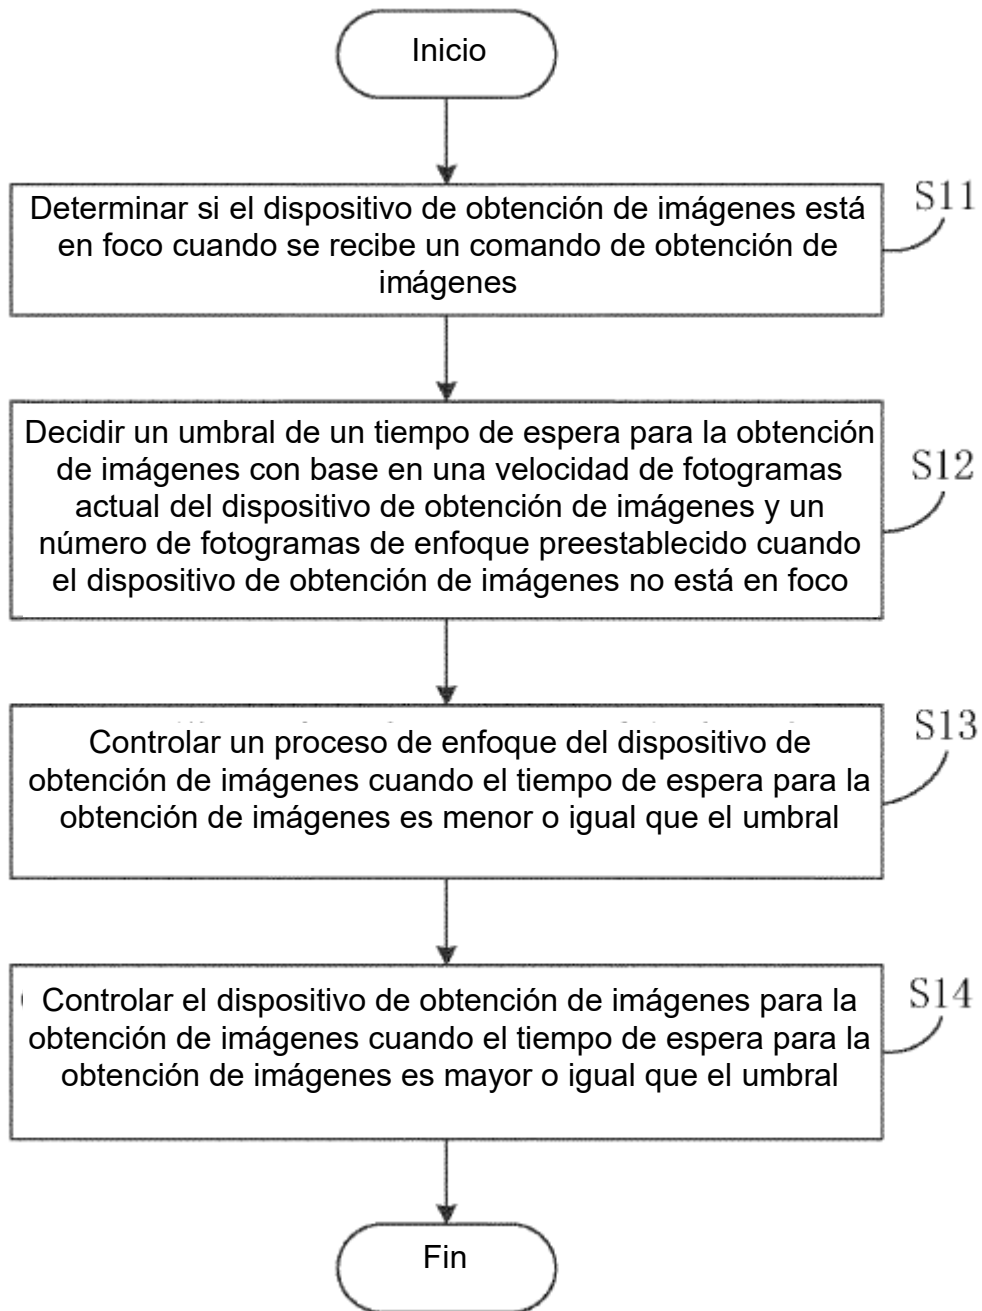 Inicio
Determinar si el dispositivo de obtención de imágenes está
en foco cuando se recibe un comando de obtención de
imágenes
S11
Decidir un umbral de un tiempo de espera para la obtención
de imágenes con base en una velocidad de fotogramas
actual del dispositivo de obtención de imágenes y un
número de fotogramas de enfoque preestablecido cuando
el dispositivo de obtención de imágenes no está en foco
S12
Controlar un proceso de enfoque del dispositivo de
obtención de imágenes cuando el tiempo de espera para la
obtención de imágenes es menor o igual que el umbral
S13
Controlar el dispositivo de obtención de imágenes para la
obtención de imágenes cuando el tiempo de espera para la
obtención de imágenes es mayor o igual que el umbral
S14
Fin